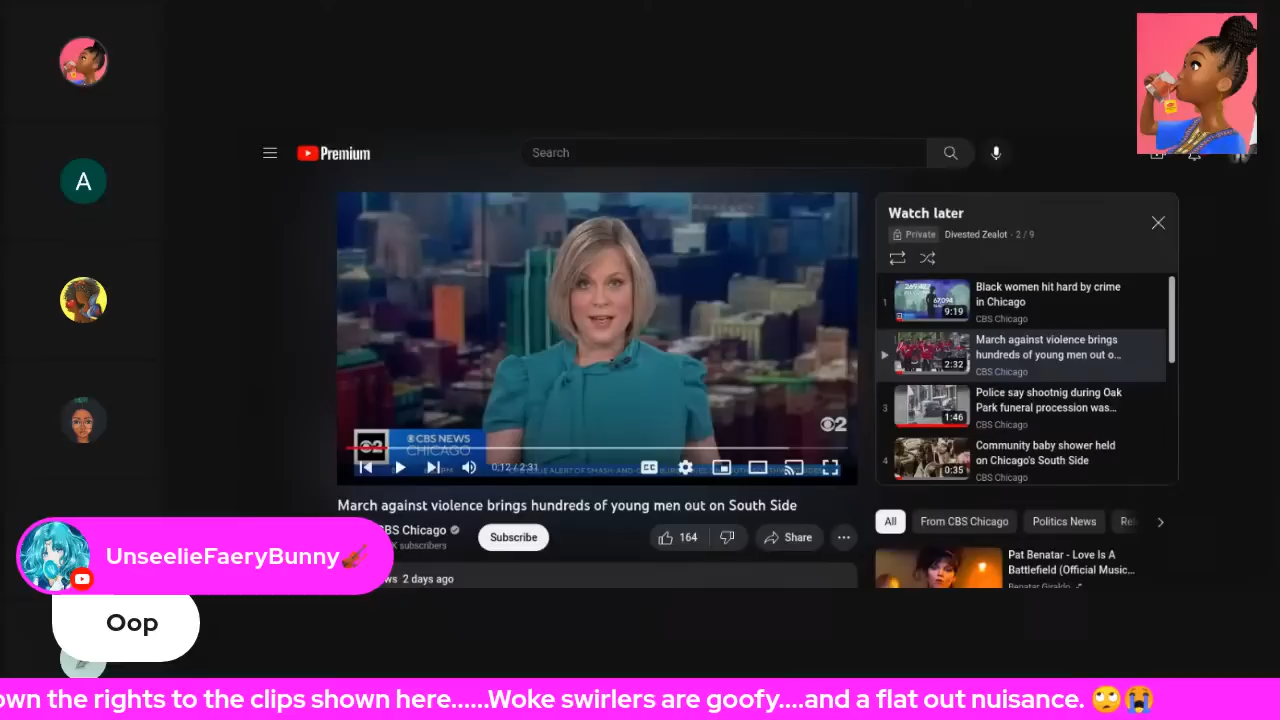 A
Premium
Search
CBS NEWS
CHICAGO
2
0:12 / 2:31
March against violence brings hundreds of young men out on South Side
BS Chicago
K subscribers
Subscribe
164
Share
ws 2 days ago
Watch later
Private
Divested Zealot - 2 / 9
1
9:19
Black women hit hard by crime
in Chicago
CBS Chicago
2:32
March against violence brings
hundreds of young men out o...
CBS Chicago
3
1:46
Police say shootnig during Oak
Park funeral procession was...
CBS Chicago
4
0:35
Community baby shower held
on Chicago's South Side
CBS Chicago
All
From CBS Chicago
Politics News
Re
Pat Benatar - Love Is A
Battlefield (Official Music...
Benatar Giraldo
UnseelieFaeryBunny🎻
Oop
own the rights to the clips shown here......Woke swirlers are goofy....and a flat out nuisance. 🙄😭